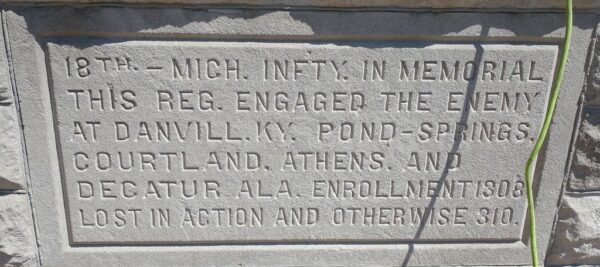 18TH. – MICH. INFTY. IN MEMORIAL
THIS REG. ENGAGED THE ENEMY
AT DANVILL. KY. POND-SPRINGS.
COURTLAND. ATHENS. AND
DECATUR ALA. ENROLLMENT 1308
LOST IN ACTION AND OTHERWISE 310.